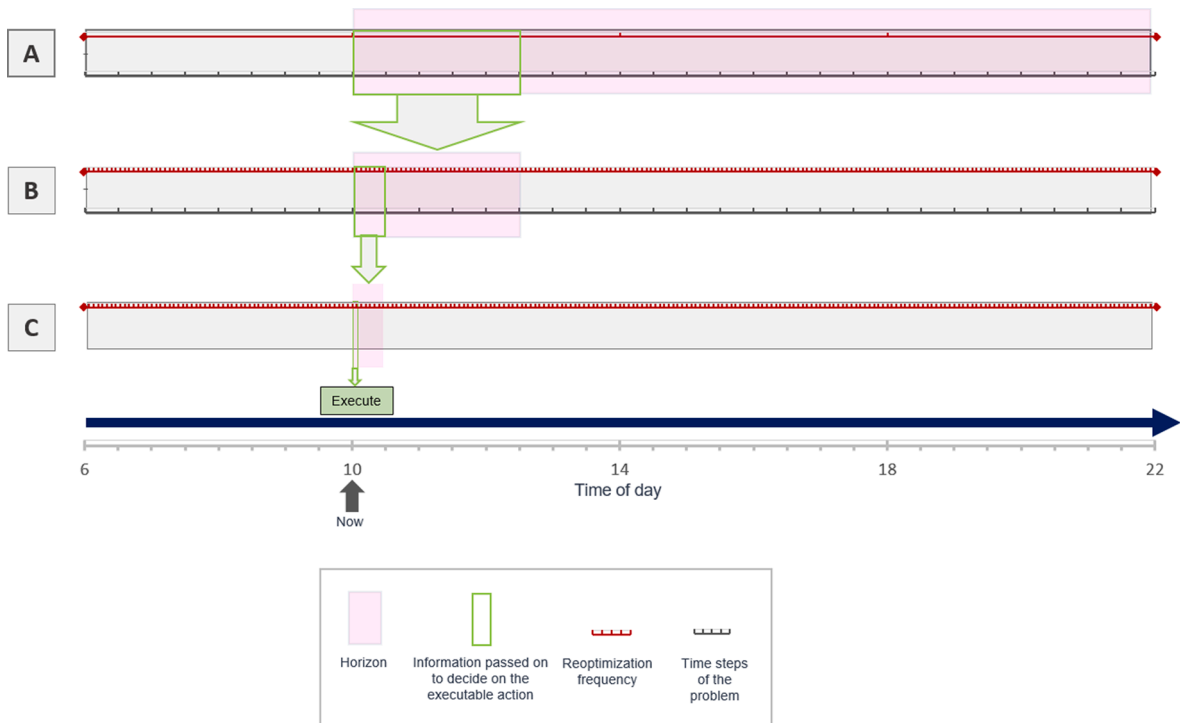 A
B
C
Execute
6 10 14 18 22
Time of day
Now
Horizon
Information passed on
to decide on the
executable action
Reoptimization
frequency
Time steps
of the
problem